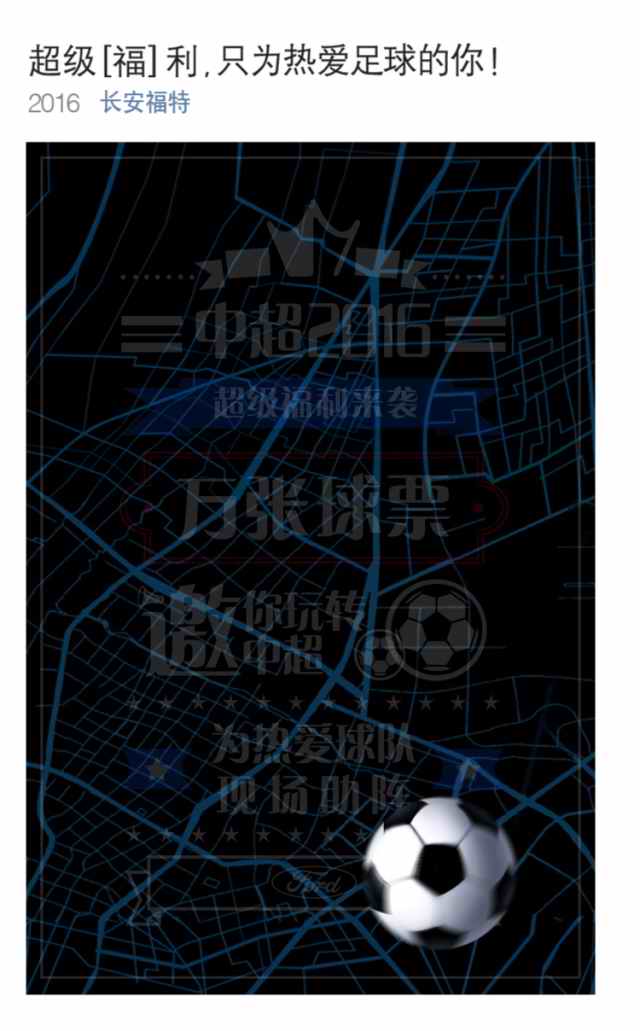 超级[福]利,只为热爱足球的你!
2016 长安福特
中超2016
超级福利来袭
万张球票
邀你玩转
中超
为热爱球队
现场助阵
Ford